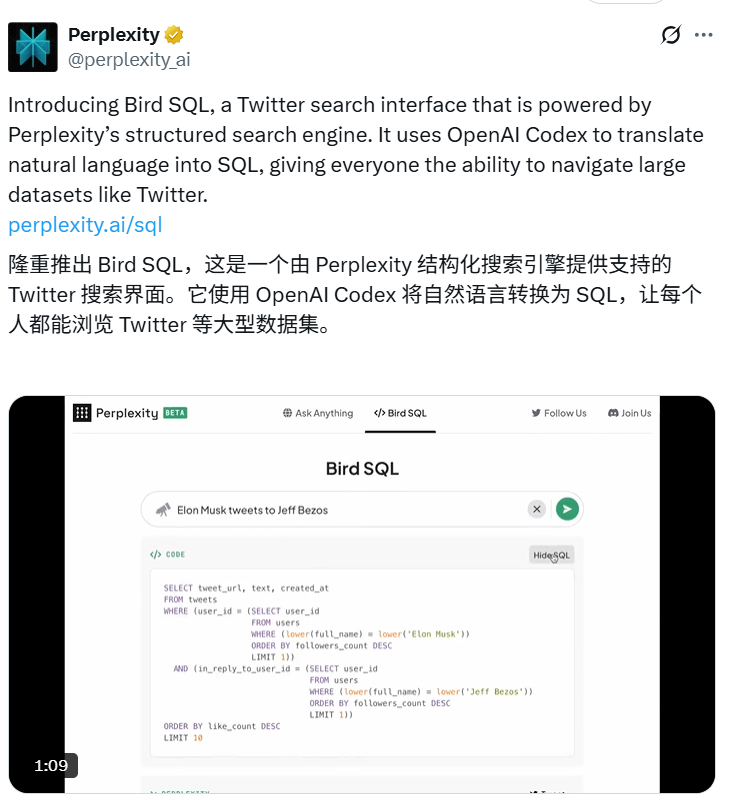 Perplexity
@perplexity_ai
Introducing Bird SQL, a Twitter search interface that is powered by
Perplexity’s structured search engine. It uses OpenAI Codex to translate
natural language into SQL, giving everyone the ability to navigate large
datasets like Twitter.
perplexity.ai/sql
隆重推出 Bird SQL，这是一个由 Perplexity 结构化搜索引擎提供支持的
Twitter 搜索界面。它使用 OpenAI Codex 将自然语言转换为 SQL，让每个
人都能浏览 Twitter 等大型数据集。
Perplexity BETA Ask Anything </> Bird SQL Follow Us Join Us
Bird SQL
Elon Musk tweets to Jeff Bezos
</> CODE Hide SQL
SELECT tweet_url, text, created_at
FROM tweets
WHERE (user_id = (SELECT user_id
FROM users
WHERE (lower(full_name) = lower('Elon Musk'))
ORDER BY followers_count DESC
LIMIT 1))
AND (in_reply_to_user_id = (SELECT user_id
FROM users
WHERE (lower(full_name) = lower('Jeff Bezos'))
ORDER BY followers_count DESC
LIMIT 1))
ORDER BY like_count DESC
LIMIT 10
1:09